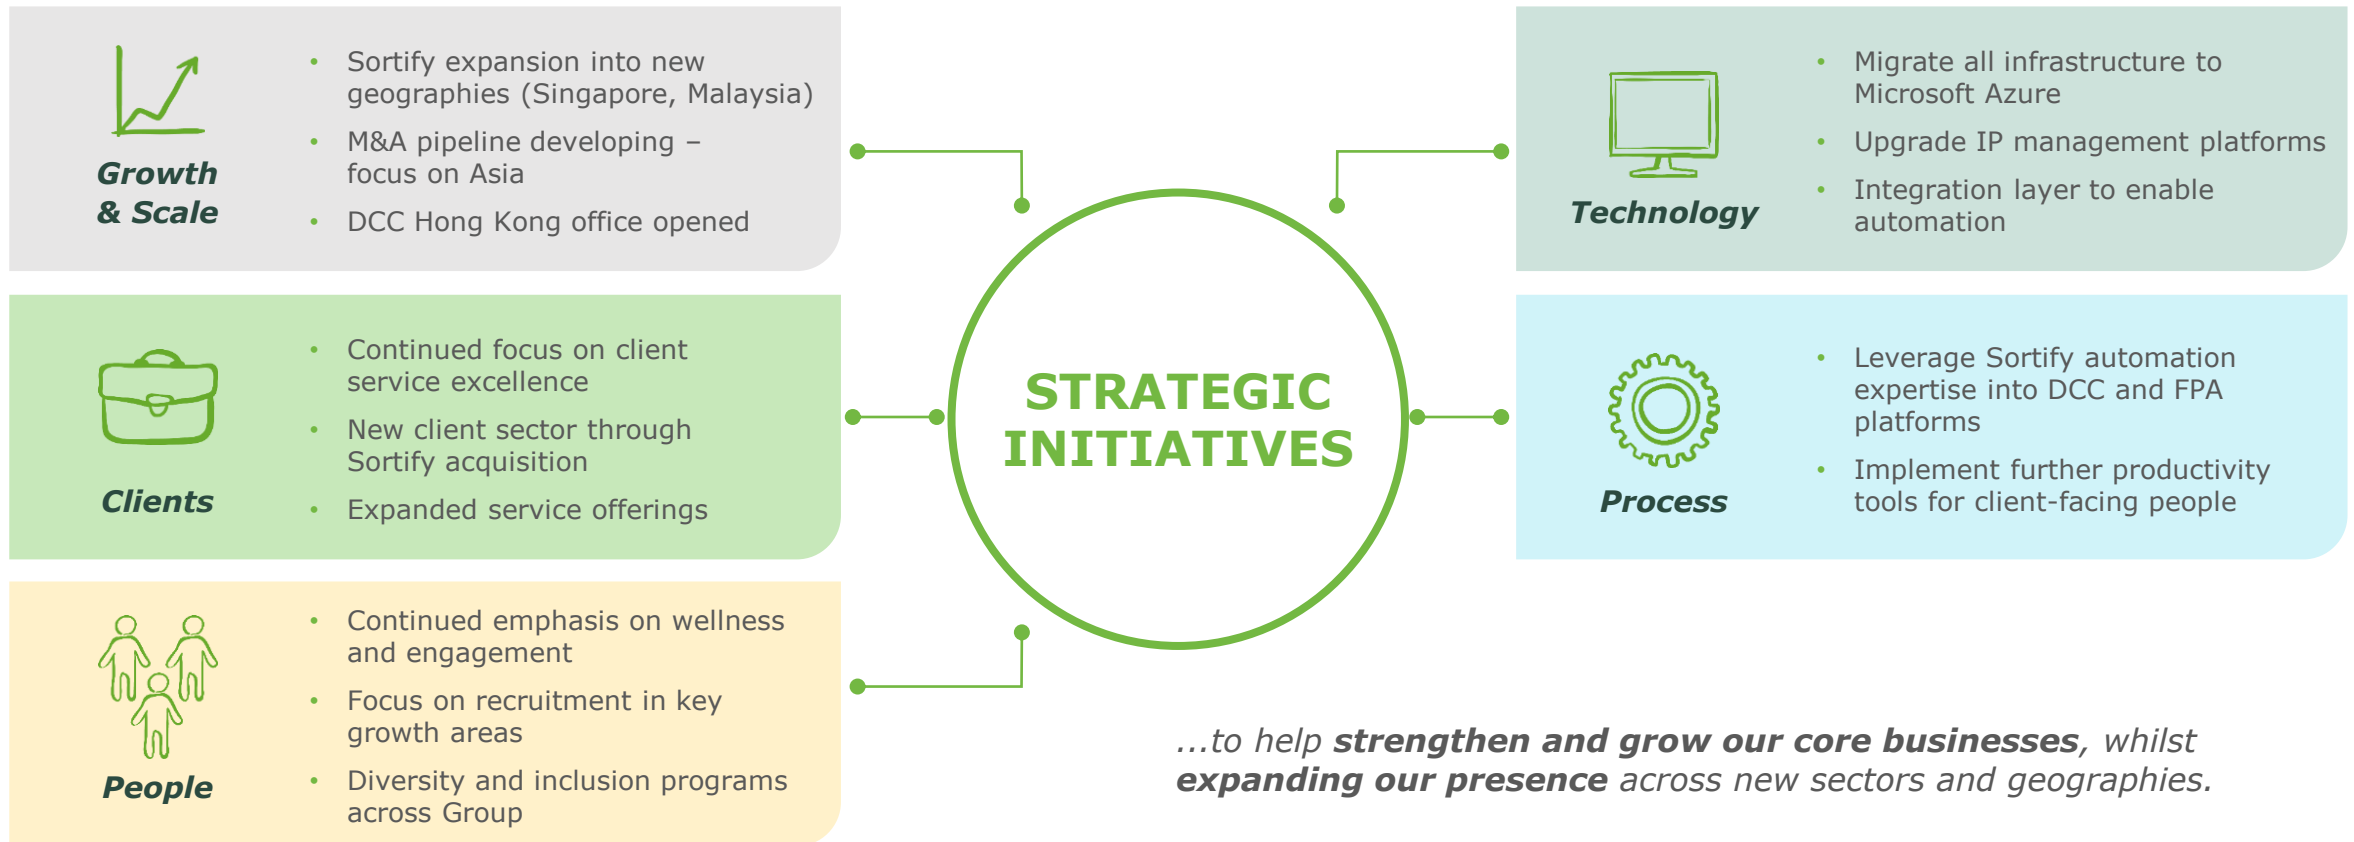 Growth
& Scale
• Sortify expansion into new
geographies (Singapore, Malaysia)
• M&A pipeline developing –
focus on Asia
• DCC Hong Kong office opened
Clients
• Continued focus on client
service excellence
• New client sector through
Sortify acquisition
• Expanded service offerings
People
• Continued emphasis on wellness
and engagement
• Focus on recruitment in key
growth areas
• Diversity and inclusion programs
across Group
STRATEGIC
INITIATIVES
Technology
• Migrate all infrastructure to
Microsoft Azure
• Upgrade IP management platforms
• Integration layer to enable
automation
Process
• Leverage Sortify automation
expertise into DCC and FPA
platforms
• Implement further productivity
tools for client-facing people
...to help strengthen and grow our core businesses, whilst
expanding our presence across new sectors and geographies.